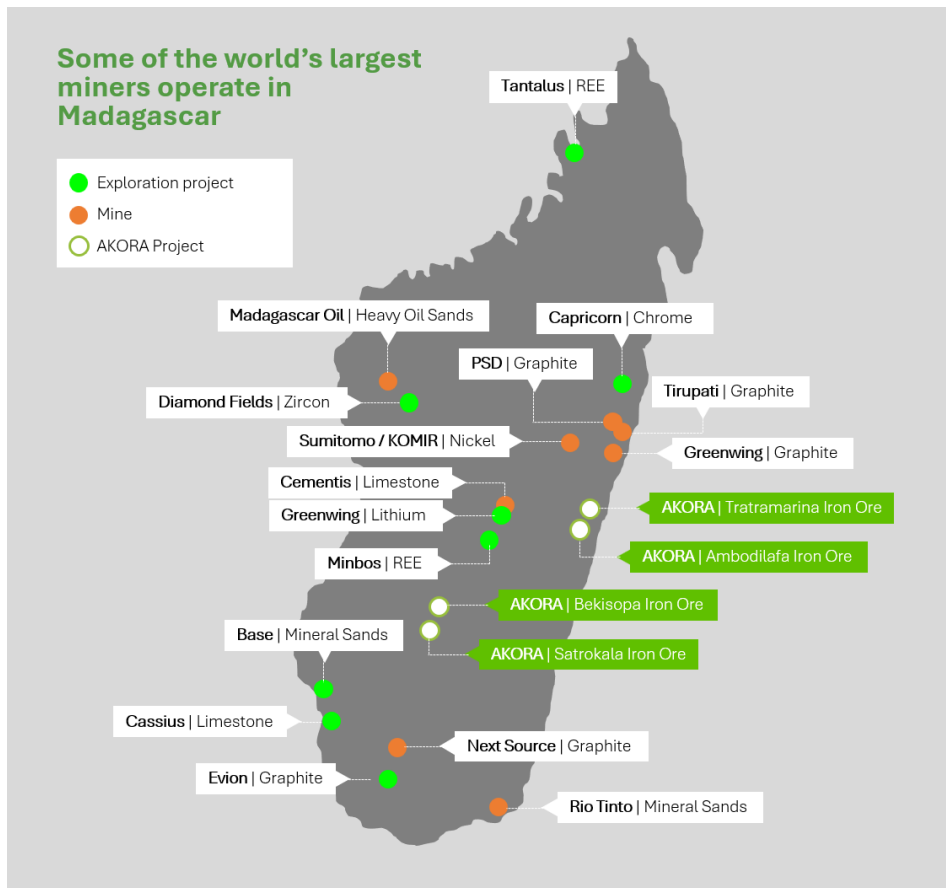 Some of the world's largest
miners operate in
Madagascar
Exploration project
Mine
AKORA Project
Tantalus | REE
Madagascar Oil | Heavy Oil Sands
Capricorn | Chrome
PSD | Graphite
Tirupati | Graphite
Diamond Fields | Zircon
Sumitomo / KOMIR | Nickel
Greenwing | Graphite
Cementis | Limestone
AKORA | Tratramarina Iron Ore
Greenwing | Lithium
AKORA | Ambodilafa Iron Ore
Minbos | REE
AKORA | Bekisopa Iron Ore
Base | Mineral Sands
AKORA | Satrokala Iron Ore
Cassius | Limestone
Next Source | Graphite
Evion | Graphite
Rio Tinto | Mineral Sands